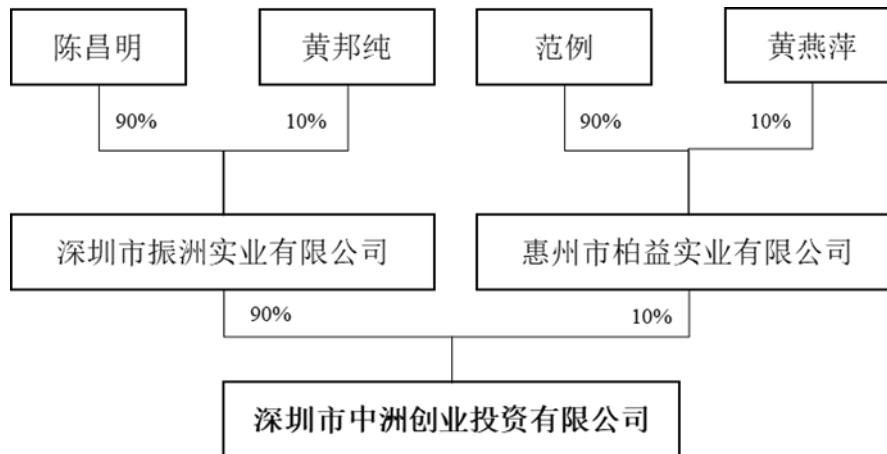 陈昌明
黄邦纯
范例
黄燕萍
90%
10%
90%
10%
深圳市振洲实业有限公司
惠州市柏益实业有限公司
90%
10%
深圳市中洲创业投资有限公司